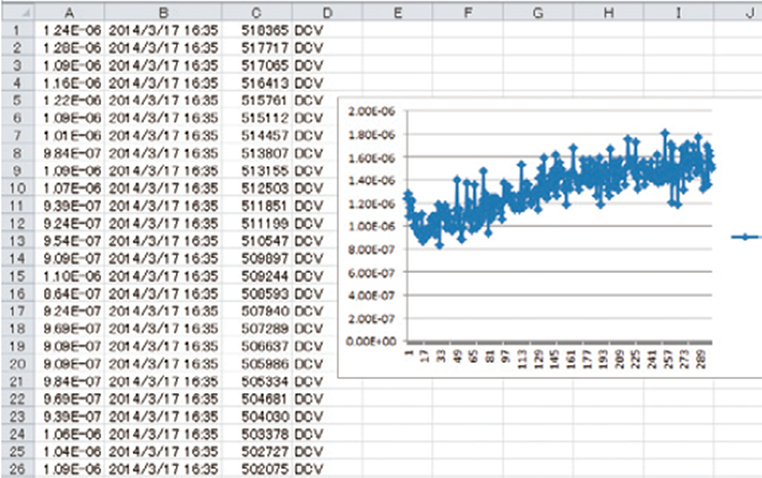 A B C D E F G H I J
1 1.24E-06 2014/3/17 16:35 518365 DCV
2 1.28E-06 2014/3/17 16:35 517717 DCV
3 1.09E-06 2014/3/17 16:35 517065 DCV
4 1.16E-06 2014/3/17 16:35 516413 DCV
5 1.22E-06 2014/3/17 16:35 515761 DCV
6 1.09E-06 2014/3/17 16:35 515112 DCV
7 1.01E-06 2014/3/17 16:35 514457 DCV
8 9.84E-07 2014/3/17 16:35 513807 DCV
9 1.09E-06 2014/3/17 16:35 513155 DCV
10 1.07E-06 2014/3/17 16:35 512503 DCV
11 9.39E-07 2014/3/17 16:35 511851 DCV
12 9.24E-07 2014/3/17 16:35 511199 DCV
13 9.54E-07 2014/3/17 16:35 510547 DCV
14 9.09E-07 2014/3/17 16:35 509897 DCV
15 1.10E-06 2014/3/17 16:35 509244 DCV
16 8.64E-07 2014/3/17 16:35 508593 DCV
17 9.24E-07 2014/3/17 16:35 507940 DCV
18 9.69E-07 2014/3/17 16:35 507289 DCV
19 9.09E-07 2014/3/17 16:35 506637 DCV
20 9.09E-07 2014/3/17 16:35 505986 DCV
21 9.84E-07 2014/3/17 16:35 505334 DCV
22 9.69E-07 2014/3/17 16:35 504681 DCV
23 9.39E-07 2014/3/17 16:35 504030 DCV
24 1.06E-06 2014/3/17 16:35 503378 DCV
25 1.04E-06 2014/3/17 16:35 502727 DCV
26 1.09E-06 2014/3/17 16:35 502075 DCV
2.00E-06
1.80E-06
1.60E-06
1.40E-06
1.20E-06
1.00E-06
8.00E-07
6.00E-07
4.00E-07
2.00E-07
0.00E+00
1 17 33 49 65 81 97 113 129 145 161 177 193 209 225 241 257 273 289